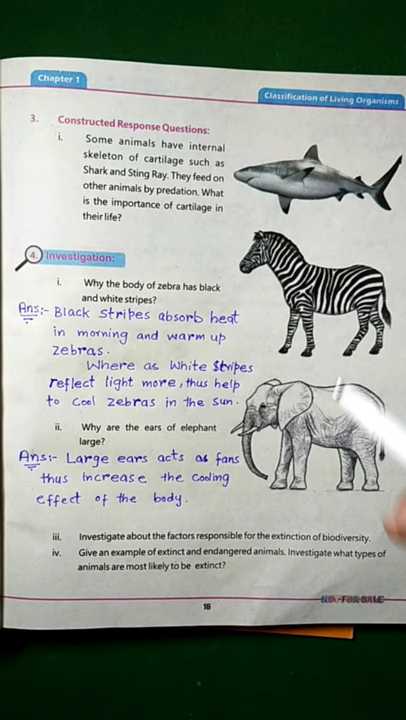 Chapter 1
Classification of Living Organisms
3. Constructed Response Questions:
i. Some animals have internal
skeleton of cartilage such as
Shark and Sting Ray. They feed on
other animals by predation. What
is the importance of cartilage in
their life?
4. Investigation:
i. Why the body of zebra has black
and white stripes?
Ans:- Black stripes absorb heat
in morning and warm up
zebras.
Where as white stripes
reflect light more, thus help
to cool zebras in the sun.
ii. Why are the ears of elephant
large?
Ans:- Large ears acts as fans
thus increase the cooling
effect of the body.
iii. Investigate about the factors responsible for the extinction of biodiversity.
iv. Give an example of extinct and endangered animals. Investigate what types of
animals are most likely to be extinct?
NOT FOR SALE
18